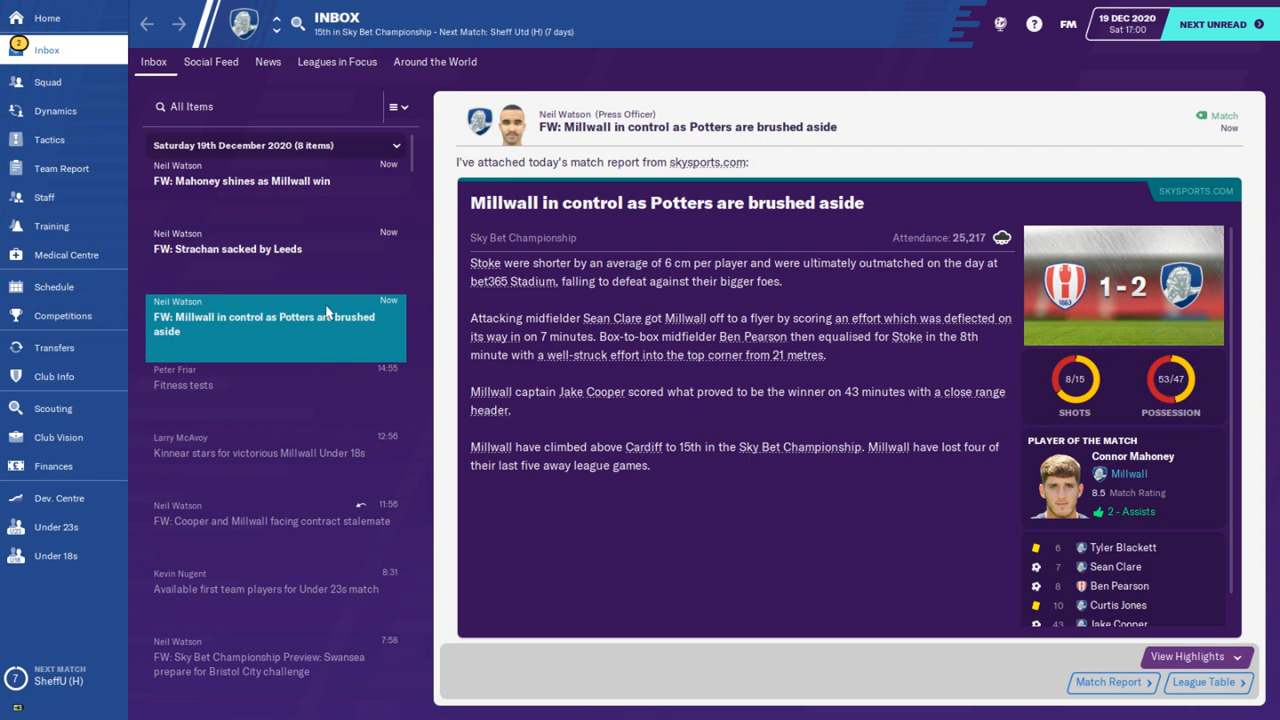 Home
2
Inbox
Squad
Dynamics
Tactics
Team Report
Staff
Training
Medical Centre
Schedule
Competitions
Transfers
Club Info
Scouting
Club Vision
Finances
Dev. Centre
Under 23s
Under 18s
7
NEXT MATCH
SheffU (H)
INBOX
15th in Sky Bet Championship - Next Match: Sheff Utd (H) (7 days)
?
FM
19 DEC 2020
Sat 17:00
NEXT UNREAD
Inbox
Social Feed
News
Leagues in Focus
Around the World
All Items
Saturday 19th December 2020 (8 items)
Neil Watson
Now
FW: Mahoney shines as Millwall win
Neil Watson
Now
FW: Strachan sacked by Leeds
Neil Watson
Now
FW: Millwall in control as Potters are brushed
aside
Peter Friar
14:55
Fitness tests
Larry McAvoy
12:56
Kinnear stars for victorious Millwall Under 18s
Neil Watson
11:56
FW: Cooper and Millwall facing contract stalemate
Kevin Nugent
8:31
Available first team players for Under 23s match
Neil Watson
7:58
FW: Sky Bet Championship Preview: Swansea
prepare for Bristol City challenge
Neil Watson (Press Officer)
FW: Millwall in control as Potters are brushed aside
Match
Now
I've attached today's match report from skysports.com:
SKYSPORTS.COM
Millwall in control as Potters are brushed aside
Sky Bet Championship
Attendance: 25,217
Stoke were shorter by an average of 6 cm per player and were ultimately outmatched on the day at
bet365 Stadium, falling to defeat against their bigger foes.
Attacking midfielder Sean Clare got Millwall off to a flyer by scoring an effort which was deflected on
its way in on 7 minutes. Box-to-box midfielder Ben Pearson then equalised for Stoke in the 8th
minute with a well-struck effort into the top corner from 21 metres.
Millwall captain Jake Cooper scored what proved to be the winner on 43 minutes with a close range
header.
Millwall have climbed above Cardiff to 15th in the Sky Bet Championship. Millwall have lost four of
their last five away league games.
1863
1 - 2
8/15
SHOTS
53/47
POSSESSION
PLAYER OF THE MATCH
Connor Mahoney
Millwall
8.5 Match Rating
2 - Assists
6 Tyler Blackett
7 Sean Clare
8 Ben Pearson
10 Curtis Jones
43 Jake Cooper
View Highlights
Match Report
League Table